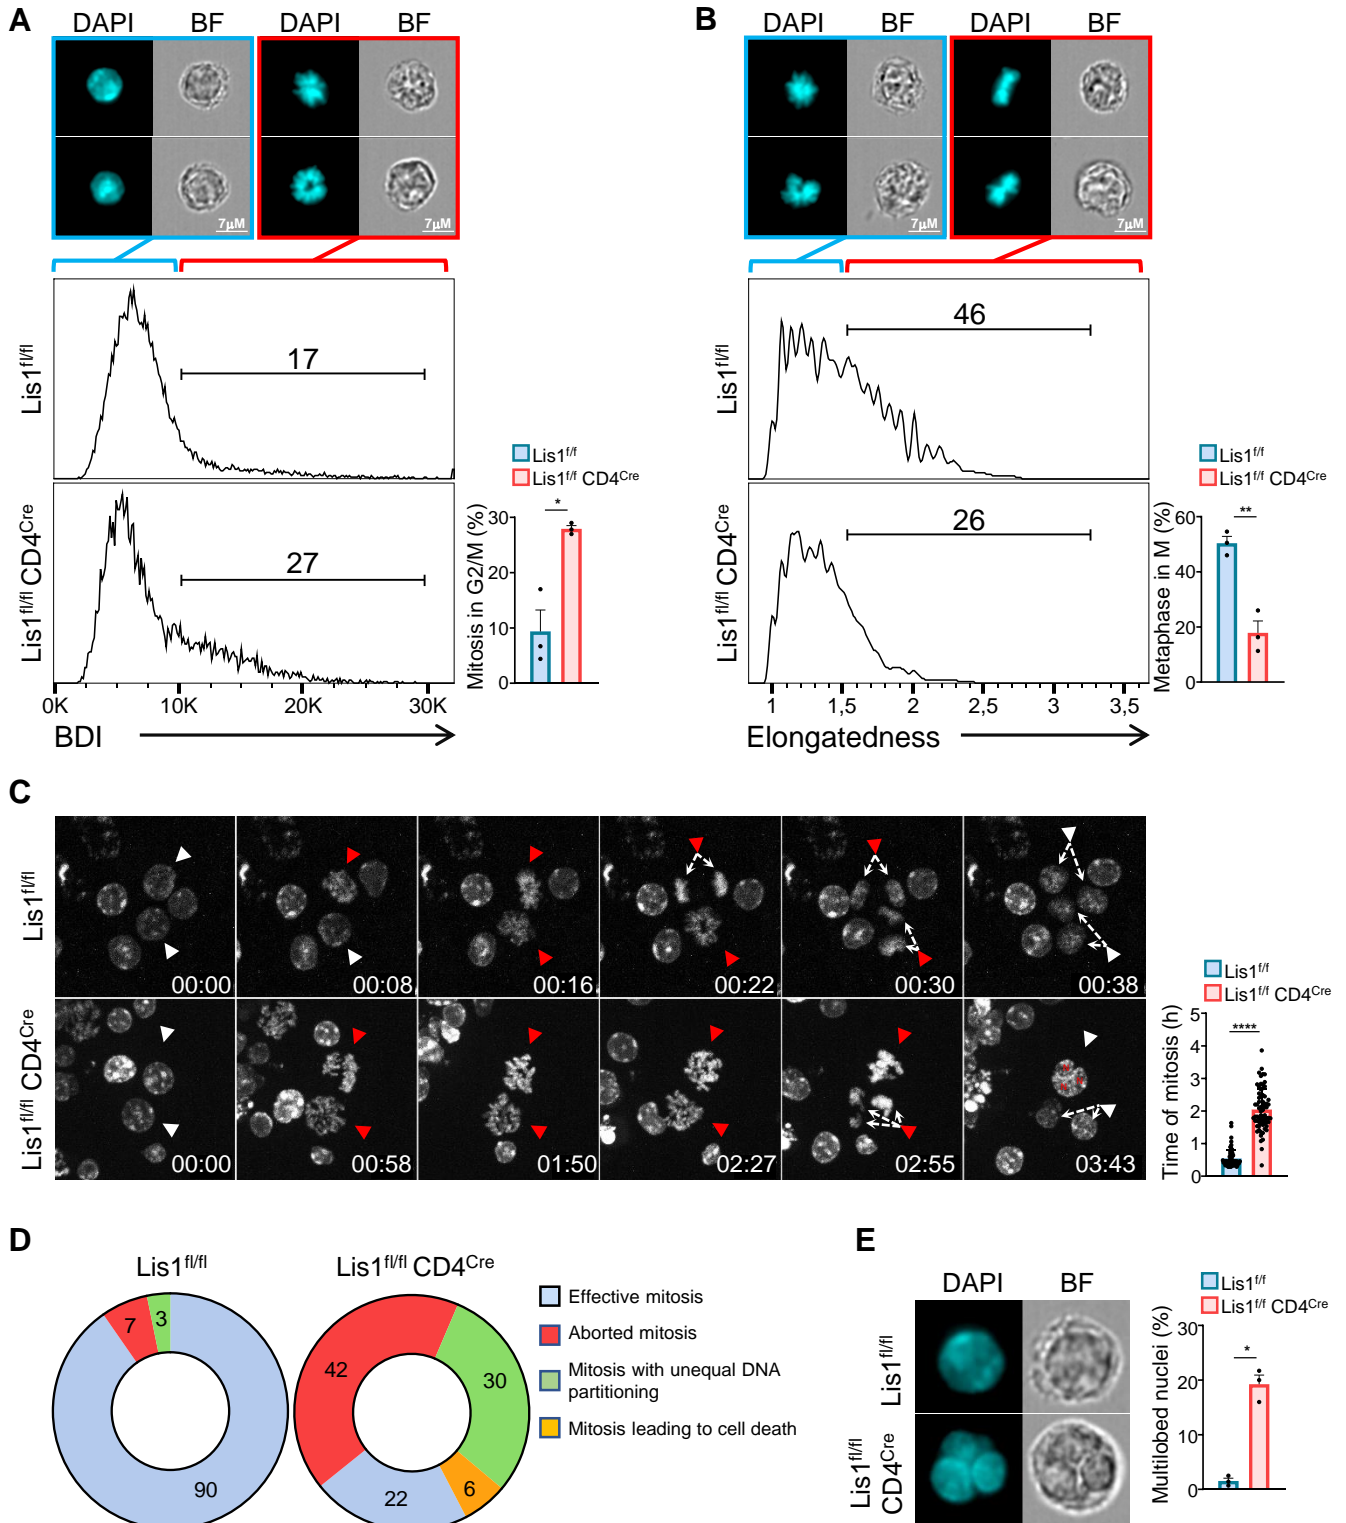 A
DAPI BF DAPI BF
7µM 7µM
Lis1fl/fl
17
Lis1fl/fl CD4Cre
27
0K 10K 20K 30K
BDI
Lis1f/f
Lis1f/f CD4Cre
*
Mitosis in G2/M (%)
30
20
10
0
B
DAPI BF DAPI BF
7µM 7µM
46
26
1 1,5 2 2,5 3 3,5
Elongatedness
Lis1f/f
Lis1f/f CD4Cre
**
Metaphase in M (%)
60
40
20
0
C
Lis1fl/fl
00:00 00:08 00:16 00:22 00:30 00:38
Lis1fl/fl CD4Cre
00:00 00:58 01:50 02:27 02:55 03:43
Lis1f/f
Lis1f/f CD4Cre
****
Time of mitosis (h)
5
4
3
2
1
0
D
Lis1fl/fl
7 3
90
Lis1fl/fl CD4Cre
42
30
22
6
Effective mitosis
Aborted mitosis
Mitosis with unequal DNA
partitioning
Mitosis leading to cell death
E
DAPI BF
Lis1fl/fl
Lis1fl/fl
CD4Cre
Lis1f/f
Lis1f/f CD4Cre
*
Multilobed nuclei (%)
30
20
10
0